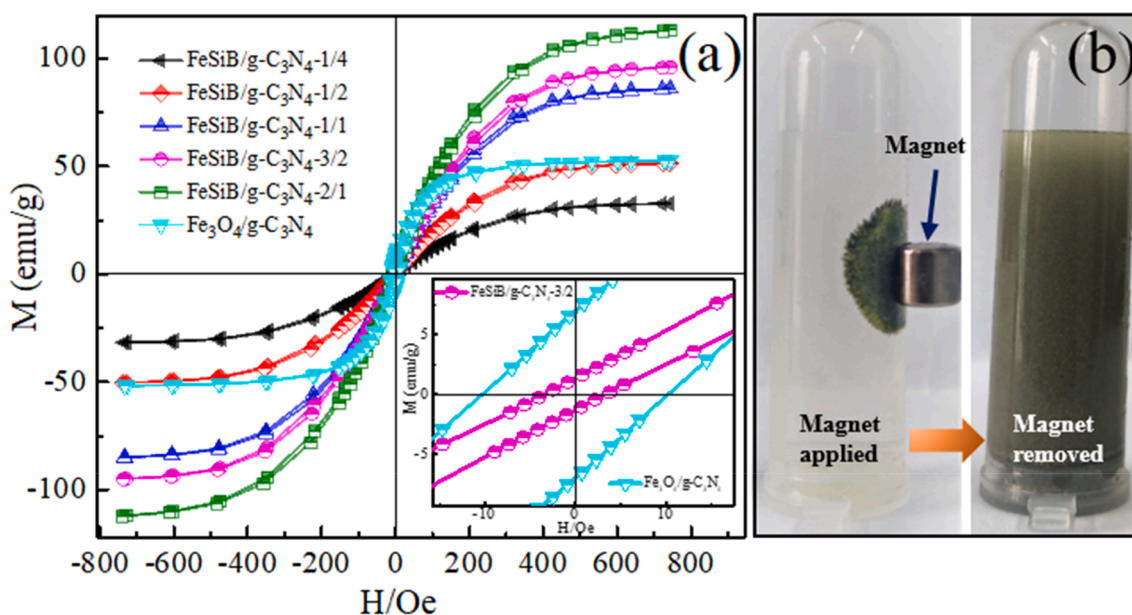 (a)
FeSiB/g-C₃N₄-1/4
FeSiB/g-C₃N₄-1/2
FeSiB/g-C₃N₄-1/1
FeSiB/g-C₃N₄-3/2
FeSiB/g-C₃N₄-2/1
Fe₃O₄/g-C₃N₄
M (emu/g)
100
50
0
-50
-100
-800 -600 -400 -200 0 200 400 600 800
H/Oe
FeSiB/g-C₃N₄-3/2
M (emu/g)
5
0
-5
-10 0 10
H/Oe
Fe₃O₄/g-C₃N₄
(b)
Magnet
Magnet
applied
Magnet
removed